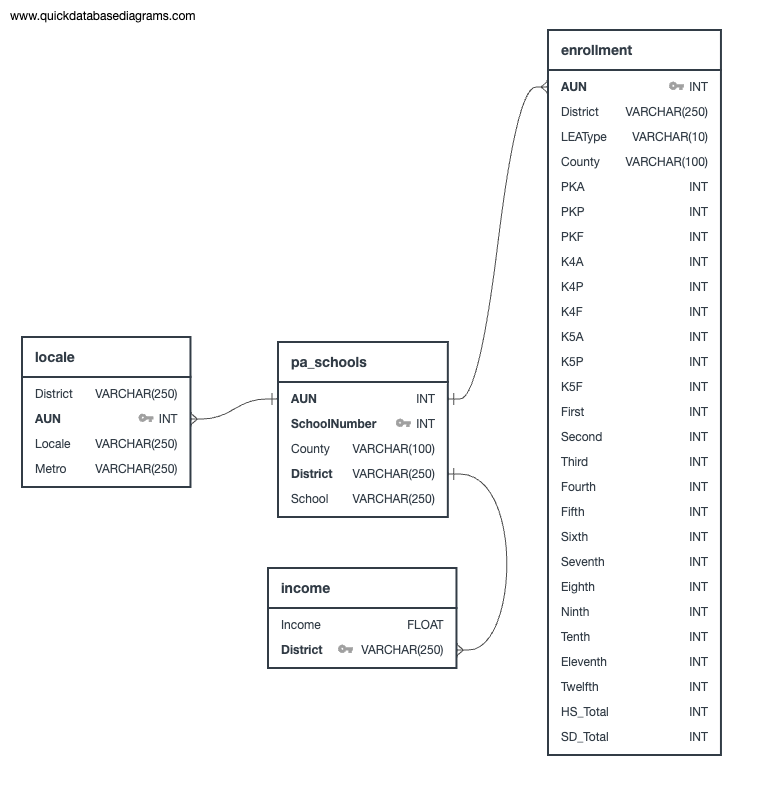 www.quickdatabasediagrams.com
enrollment
AUN INT
District VARCHAR(250)
LEAType VARCHAR(10)
County VARCHAR(100)
PKA INT
PKP INT
PKF INT
K4A INT
K4P INT
K4F INT
K5A INT
K5P INT
K5F INT
First INT
Second INT
Third INT
Fourth INT
Fifth INT
Sixth INT
Seventh INT
Eighth INT
Ninth INT
Tenth INT
Eleventh INT
Twelfth INT
HS_Total INT
SD_Total INT
locale
District VARCHAR(250)
AUN INT
Locale VARCHAR(250)
Metro VARCHAR(250)
pa_schools
AUN INT
SchoolNumber INT
County VARCHAR(100)
District VARCHAR(250)
School VARCHAR(250)
income
Income FLOAT
District VARCHAR(250)